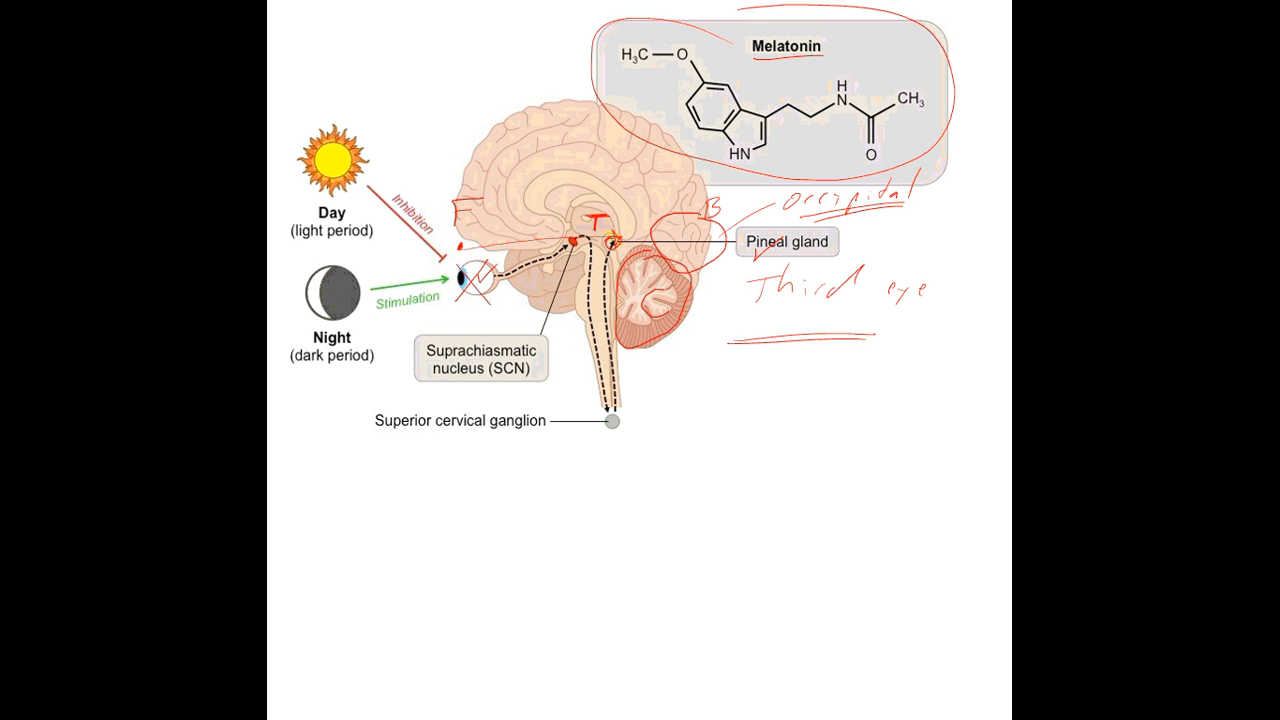 Melatonin
H₃C
O
H
N
CH₃
HN
O
Day
(light period)
Inhibition
Night
(dark period)
Stimulation
T
B
occipital
Pineal gland
Third eye
Suprachiasmatic
nucleus (SCN)
Superior cervical ganglion